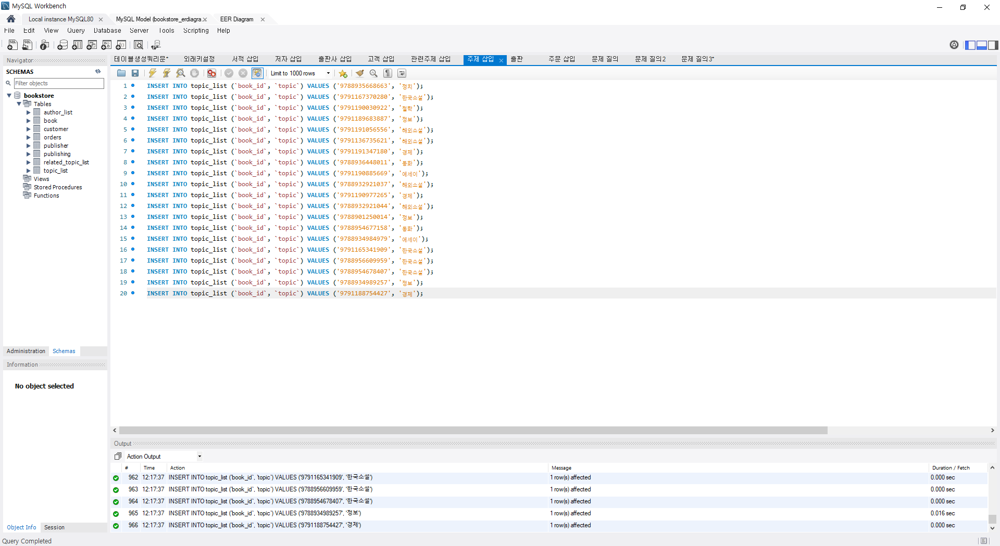 MySQL Workbench
Local instance MySQL80 MySQL Model (bookstore_erdiagra. EER Diagram
File Edit View Query Database Server Tools Scripting Help
Navigator
SCHEMAS
Filter objects
bookstore
Tables
author_list
book
customer
orders
publisher
publishing
related_topic_list
topic_list
Views
Stored Procedures
Functions
Administration Schemas
Information
No object selected
Object Info Session
테이블생성쿼리문* 외래키설정 서적 삽입 저자 삽입 출판사 삽입 고객 삽입 관련주제 삽입 주제 삽입 출판 주문 삽입 문제 질의 문제 질의2 문제 질의3*
Limit to 1000 rows
1 INSERT INTO topic_list (`book_id`, `topic`) VALUES ('9788935668663', '정치');
2 INSERT INTO topic_list (`book_id`, `topic`) VALUES ('9791167370280', '한국소설');
3 INSERT INTO topic_list (`book_id`, `topic`) VALUES ('9791190030922', '철학');
4 INSERT INTO topic_list (`book_id`, `topic`) VALUES ('9791189683887', '정보');
5 INSERT INTO topic_list (`book_id`, `topic`) VALUES ('9791191056556', '해외소설');
6 INSERT INTO topic_list (`book_id`, `topic`) VALUES ('9791136735621', '해외소설');
7 INSERT INTO topic_list (`book_id`, `topic`) VALUES ('9791191347180', '경제');
8 INSERT INTO topic_list (`book_id`, `topic`) VALUES ('9788936448011', '동화');
9 INSERT INTO topic_list (`book_id`, `topic`) VALUES ('9791190885669', '에세이');
10 INSERT INTO topic_list (`book_id`, `topic`) VALUES ('9788932921037', '해외소설');
11 INSERT INTO topic_list (`book_id`, `topic`) VALUES ('9791190977265', '경제');
12 INSERT INTO topic_list (`book_id`, `topic`) VALUES ('9788932921044', '해외소설');
13 INSERT INTO topic_list (`book_id`, `topic`) VALUES ('9788901250014', '정보');
14 INSERT INTO topic_list (`book_id`, `topic`) VALUES ('9788954677158', '동화');
15 INSERT INTO topic_list (`book_id`, `topic`) VALUES ('9788934984979', '에세이');
16 INSERT INTO topic_list (`book_id`, `topic`) VALUES ('9791165341909', '한국소설');
17 INSERT INTO topic_list (`book_id`, `topic`) VALUES ('9788956609959', '한국소설');
18 INSERT INTO topic_list (`book_id`, `topic`) VALUES ('9788954678407', '한국소설');
19 INSERT INTO topic_list (`book_id`, `topic`) VALUES ('9788934989257', '정보');
20 INSERT INTO topic_list (`book_id`, `topic`) VALUES ('9791188754427', '경제');
Output
Action Output
# Time Action Message Duration / Fetch
962 12:17:37 INSERT INTO topic_list (`book_id`, `topic`) VALUES ('9791165341909', '한국소설') 1 row(s) affected 0.000 sec
963 12:17:37 INSERT INTO topic_list (`book_id`, `topic`) VALUES ('9788956609959', '한국소설') 1 row(s) affected 0.000 sec
964 12:17:37 INSERT INTO topic_list (`book_id`, `topic`) VALUES ('9788954678407', '한국소설') 1 row(s) affected 0.000 sec
965 12:17:37 INSERT INTO topic_list (`book_id`, `topic`) VALUES ('9788934989257', '정보') 1 row(s) affected 0.016 sec
966 12:17:37 INSERT INTO topic_list (`book_id`, `topic`) VALUES ('9791188754427', '경제') 1 row(s) affected 0.000 sec
Query Completed